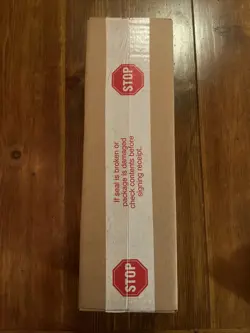 STOP
If seal is broken or
package is damaged
check contents before
signing receipt.
STOP